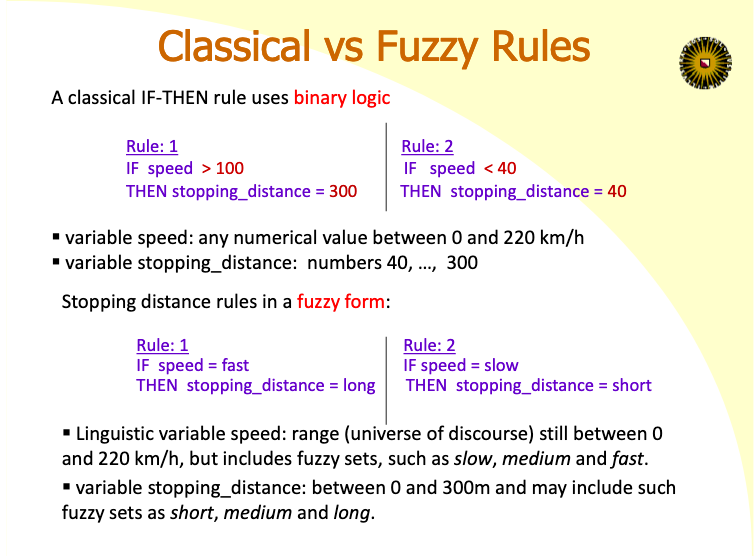 Classical vs Fuzzy Rules
A classical IF-THEN rule uses binary logic
Rule: 1
IF speed > 100
THEN stopping_distance = 300
Rule: 2
IF speed < 40
THEN stopping_distance = 40
▪ variable speed: any numerical value between 0 and 220 km/h
▪ variable stopping_distance: numbers 40, ..., 300
Stopping distance rules in a fuzzy form:
Rule: 1
IF speed = fast
THEN stopping_distance = long
Rule: 2
IF speed = slow
THEN stopping_distance = short
▪ Linguistic variable speed: range (universe of discourse) still between 0
and 220 km/h, but includes fuzzy sets, such as slow, medium and fast.
▪ variable stopping_distance: between 0 and 300m and may include such
fuzzy sets as short, medium and long.